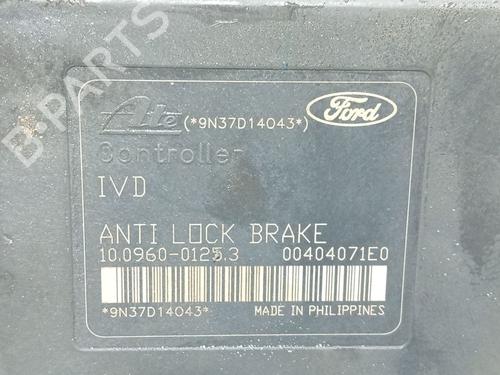 B-PARTS
Ate (*9N37D14043*) Ford
Controller
IVD
ANTI LOCK BRAKE
10.0960-0125.3 00404071E0
*9N37D14043* MADE IN PHILIPPINES